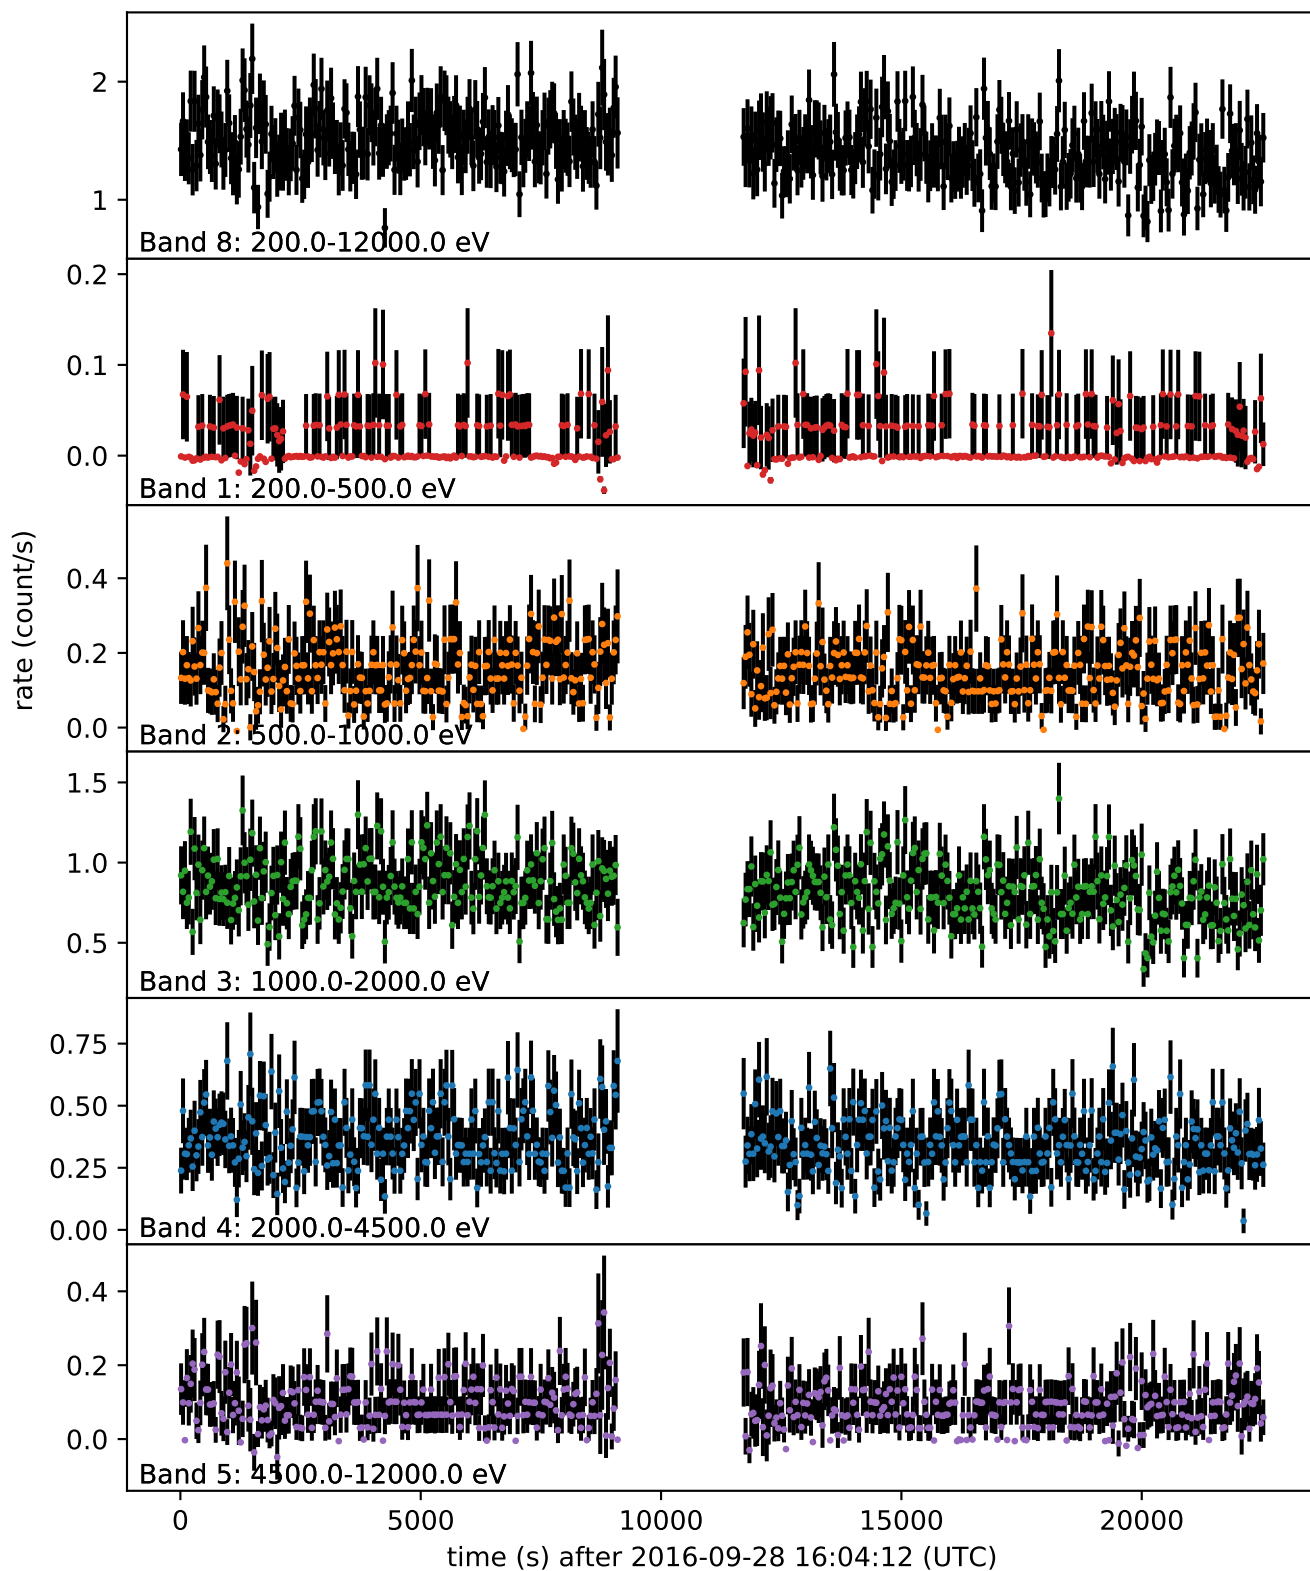 2
1
Band 8: 200.0-12000.0 eV
0.2
0.1
0.0
Band 1: 200.0-500.0 eV
rate (count/s)
0.4
0.2
0.0
Band 2: 500.0-1000.0 eV
1.5
1.0
0.5
Band 3: 1000.0-2000.0 eV
0.75
0.50
0.25
0.00
Band 4: 2000.0-4500.0 eV
0.4
0.2
0.0
Band 5: 4500.0-12000.0 eV
0 5000 10000 15000 20000
time (s) after 2016-09-28 16:04:12 (UTC)